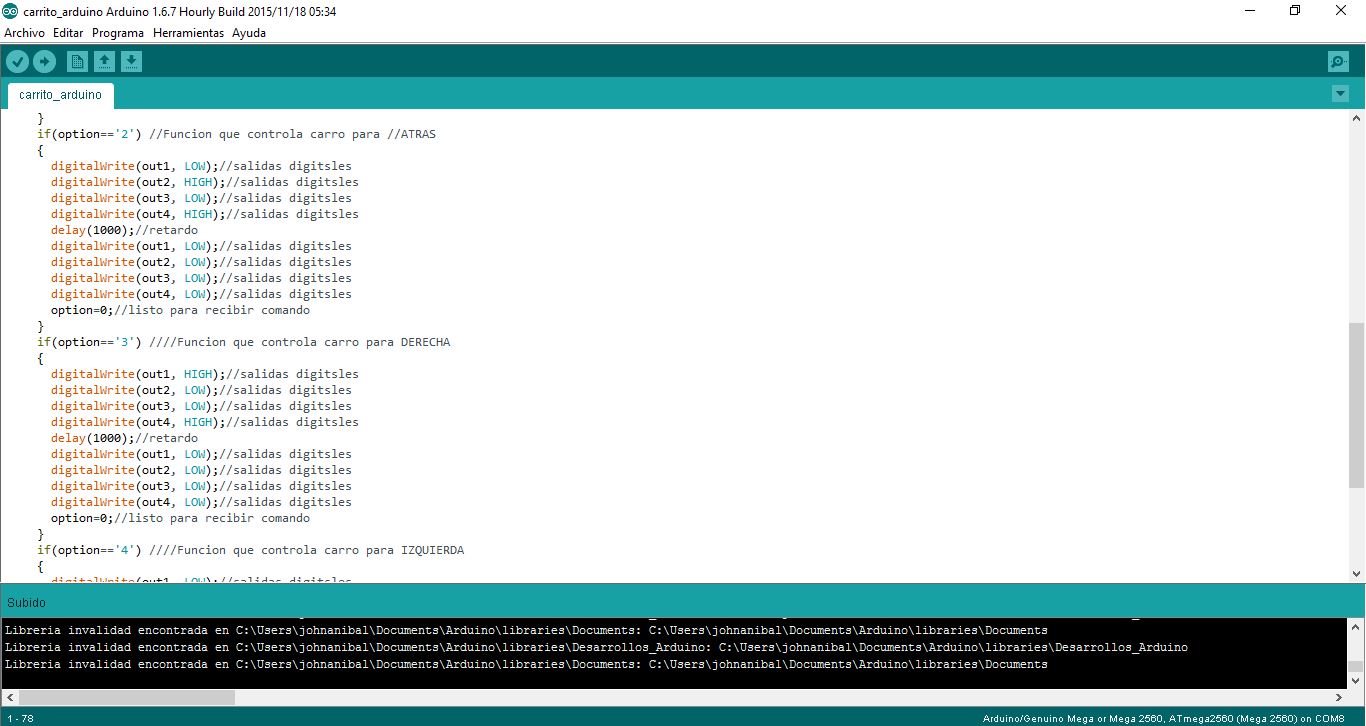 carrito_arduino Arduino 1.6.7 Hourly Build 2015/11/18 05:34
Archivo Editar Programa Herramientas Ayuda
carrito_arduino
}
if(option=='2') //Funcion que controla carro para //ATRAS
{
digitalWrite(out1, LOW);//salidas digitsles
digitalWrite(out2, HIGH);//salidas digitsles
digitalWrite(out3, LOW);//salidas digitsles
digitalWrite(out4, HIGH);//salidas digitsles
delay(1000);//retardo
digitalWrite(out1, LOW);//salidas digitsles
digitalWrite(out2, LOW);//salidas digitsles
digitalWrite(out3, LOW);//salidas digitsles
digitalWrite(out4, LOW);//salidas digitsles
option=0;//listo para recibir comando
}
if(option=='3') ////Funcion que controla carro para DERECHA
{
digitalWrite(out1, HIGH);//salidas digitsles
digitalWrite(out2, LOW);//salidas digitsles
digitalWrite(out3, LOW);//salidas digitsles
digitalWrite(out4, HIGH);//salidas digitsles
delay(1000);//retardo
digitalWrite(out1, LOW);//salidas digitsles
digitalWrite(out2, LOW);//salidas digitsles
digitalWrite(out3, LOW);//salidas digitsles
digitalWrite(out4, LOW);//salidas digitsles
option=0;//listo para recibir comando
}
if(option=='4') ////Funcion que controla carro para IZQUIERDA
{
digitalWrite(out1, LOW);//salidas digitsles
Subido
Libreria invalidad encontrada en C:\Users\johnanibal\Documents\Arduino\libraries\Documents: C:\Users\johnanibal\Documents\Arduino\libraries\Documents
Libreria invalidad encontrada en C:\Users\johnanibal\Documents\Arduino\libraries\Desarrollos_Arduino: C:\Users\johnanibal\Documents\Arduino\libraries\Desarrollos_Arduino
Libreria invalidad encontrada en C:\Users\johnanibal\Documents\Arduino\libraries\Documents: C:\Users\johnanibal\Documents\Arduino\libraries\Documents
1 - 78
Arduino/Genuino Mega or Mega 2560, ATmega2560 (Mega 2560) on COM8